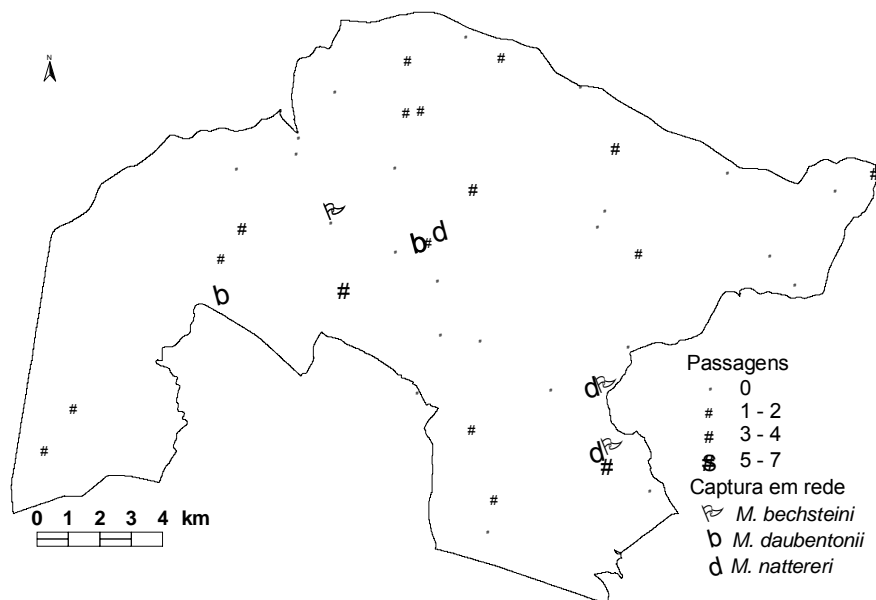 N
# #
# #
#
#
#
#
b # d
#
#
b
#
Passagens
d
0
# 1 - 2
#
# 3 - 4
#
d
5 - 7
#
#
Captura em rede
#
M. bechsteini
0 1 2 3 4 km
b M. daubentonii
d M. nattereri